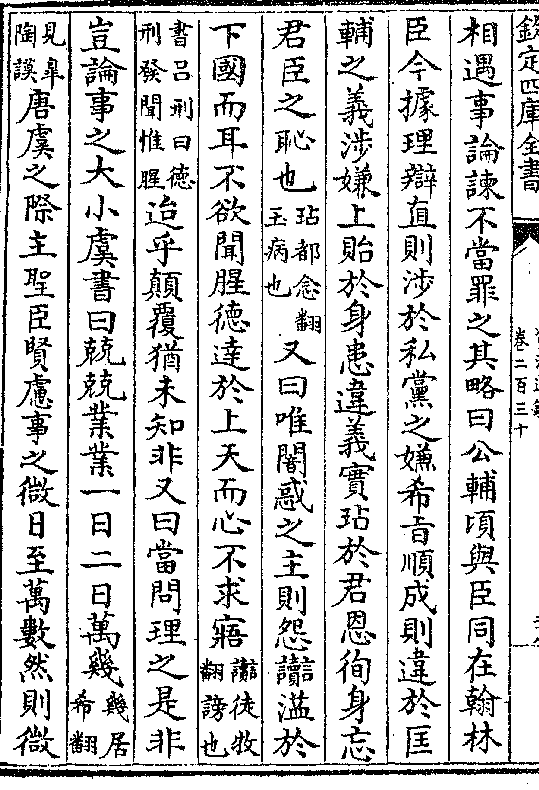 欽定四庫全書
卷二百三十
相遇事論諫不當罪之其略曰公輔頃與臣同在翰林
臣今據理辯直則涉於私黨之嫌希旨順成則違於匡
輔之義涉嫌上貽於身患違義實玷於君恩徇身忘
君臣之恥也玷都念翻玉病也又曰唯闇惑之主則怨讟溢於
下國而耳不欲聞腥德達於上天而心不求寤讟徒牧翻謗也
書吕刑曰德刑發聞惟腥迨乎顛覆猶未知非又曰當問理之是非
豈論事之大小虞書曰兢兢業業一日二日萬幾幾居希翻
見皋陶謨唐虞之際主聖臣賢慮事之微日至萬數然則微